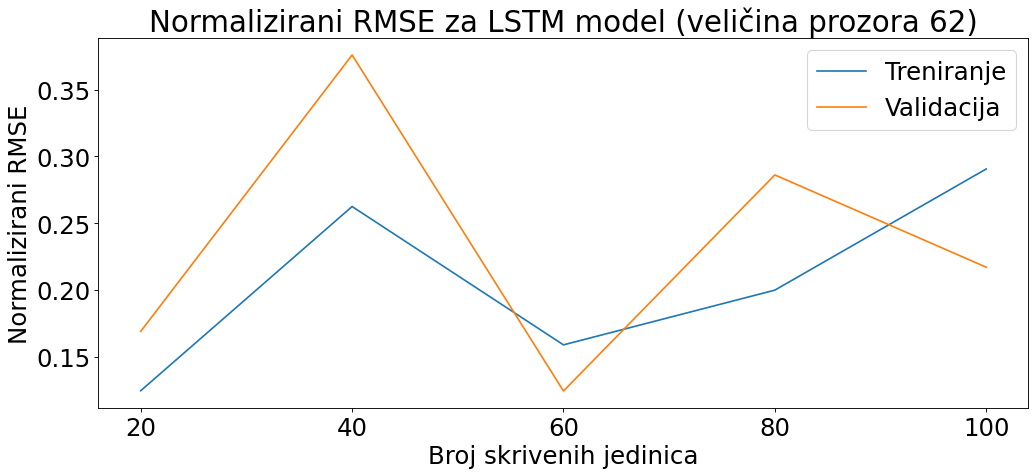 Normalizirani RMSE za LSTM model (veličina prozora 62)
Treniranje
Validacija
Normalizirani RMSE
0.35
0.30
0.25
0.20
0.15
20 40 60 80 100
Broj skrivenih jedinica